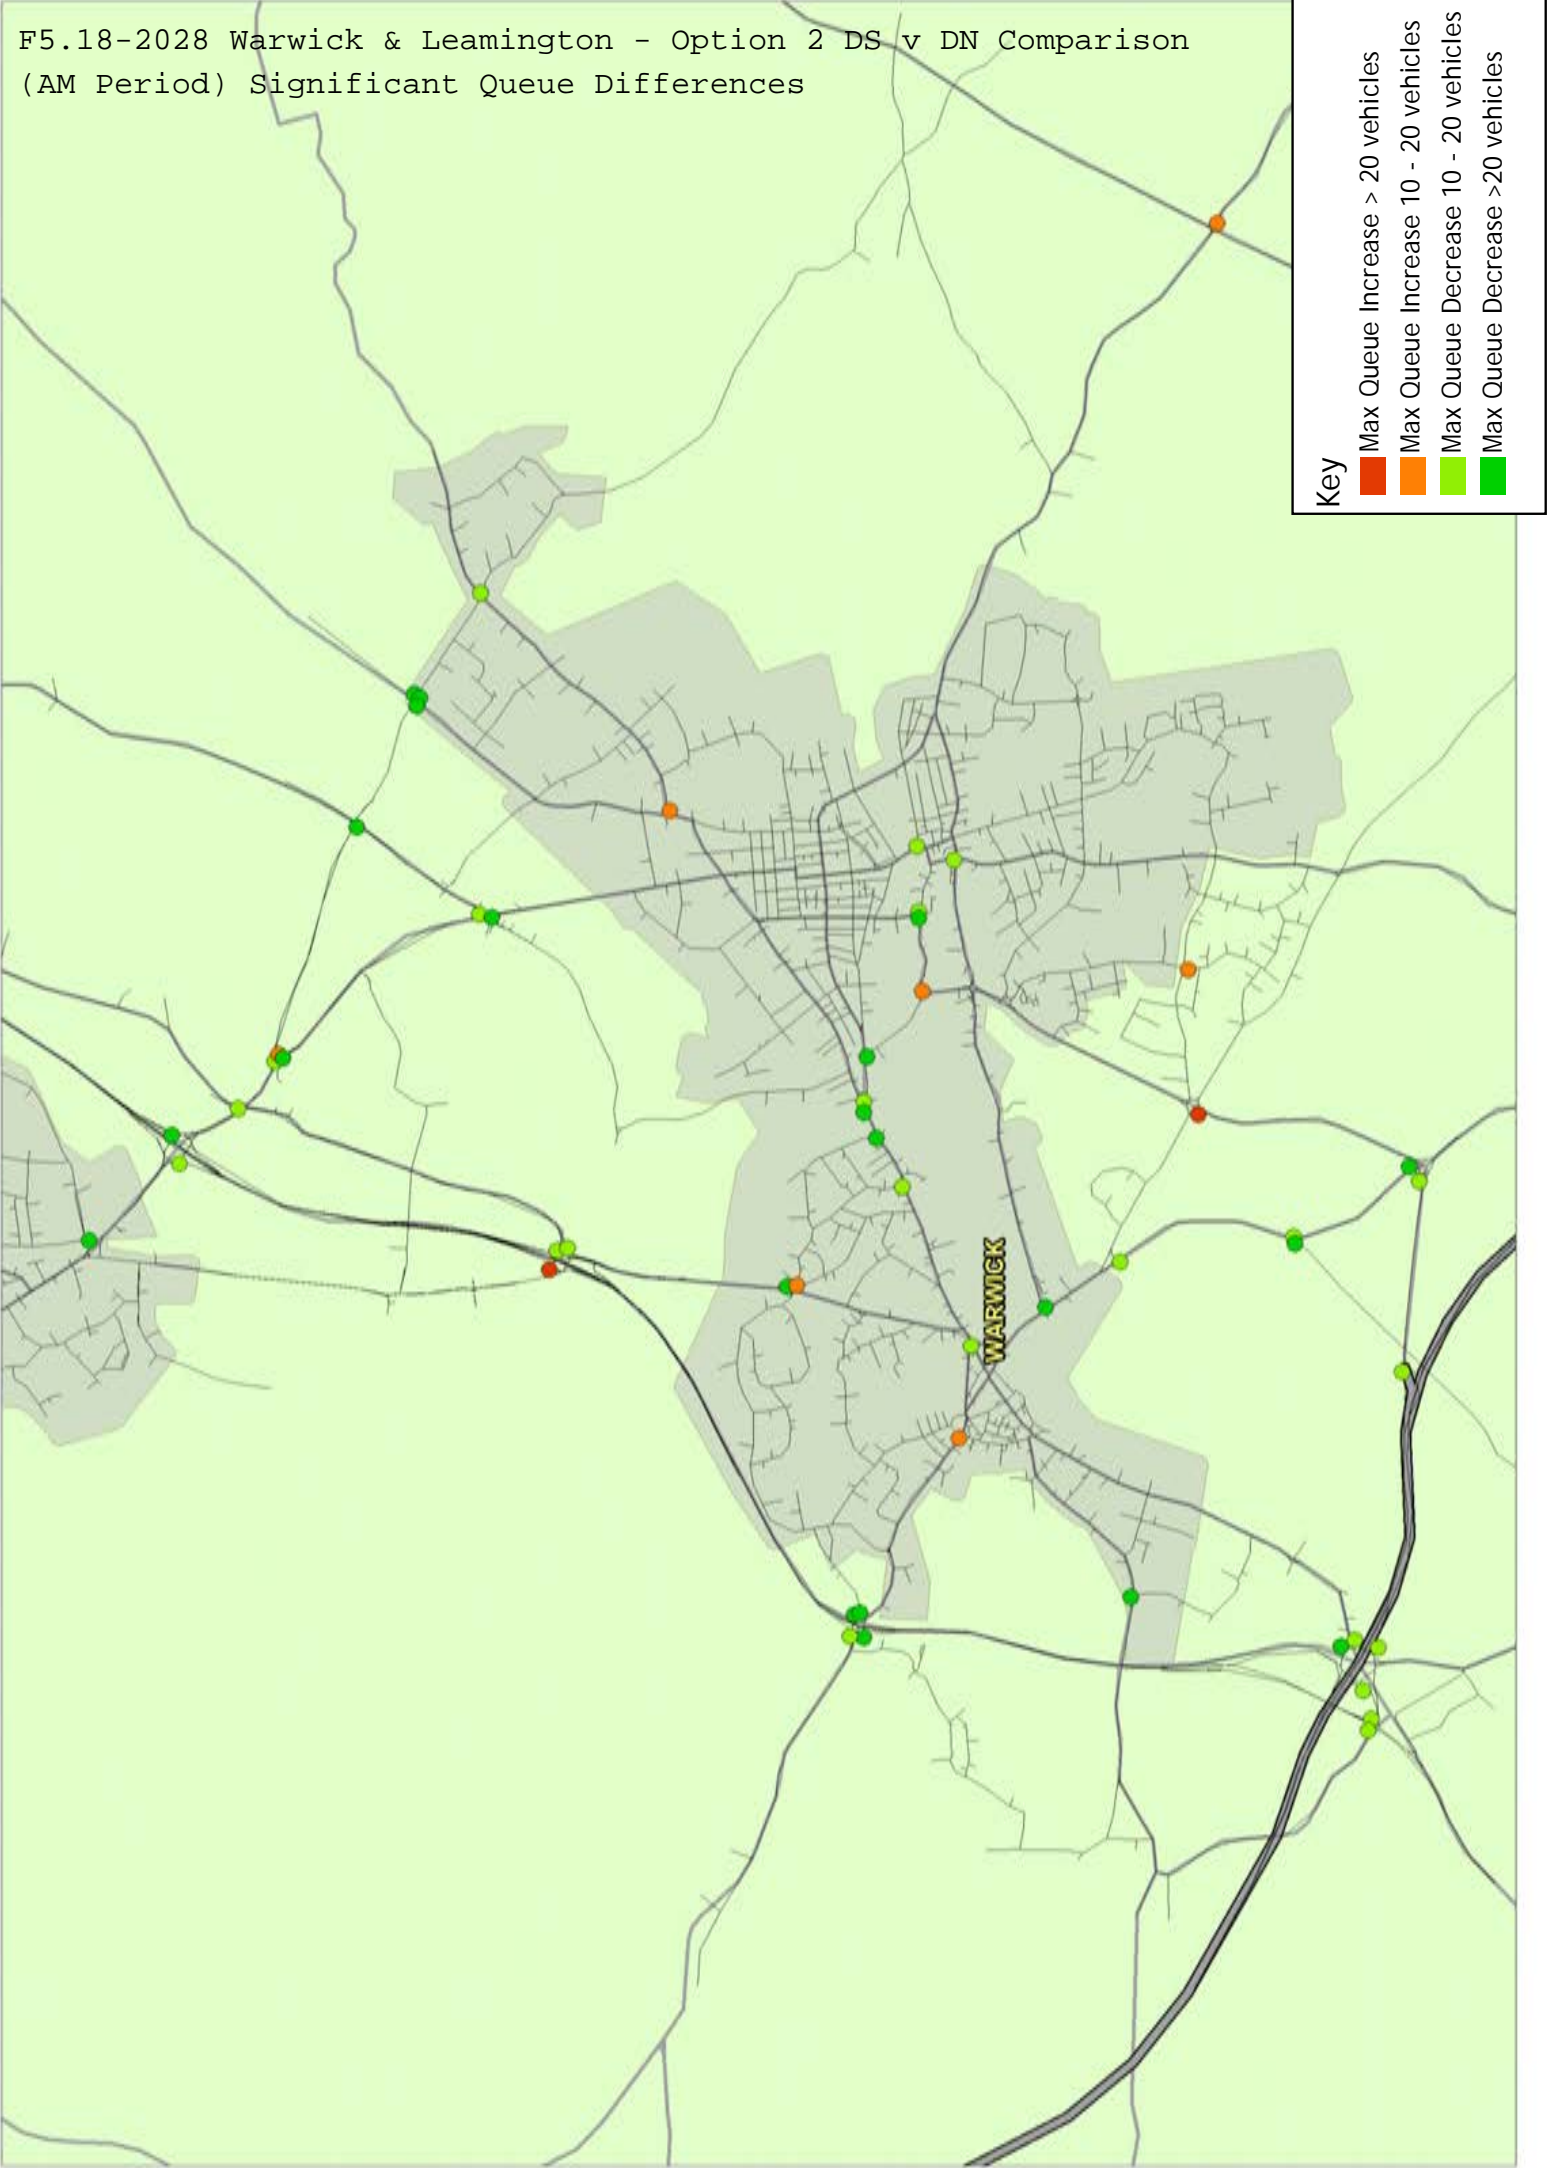 F5.18-2028 Warwick & Leamington - Option 2 DS v DN Comparison
(AM Period) Significant Queue Differences
Key
Max Queue Increase > 20 vehicles
Max Queue Increase 10 - 20 vehicles
Max Queue Decrease 10 - 20 vehicles
Max Queue Decrease >20 vehicles
WARWICK